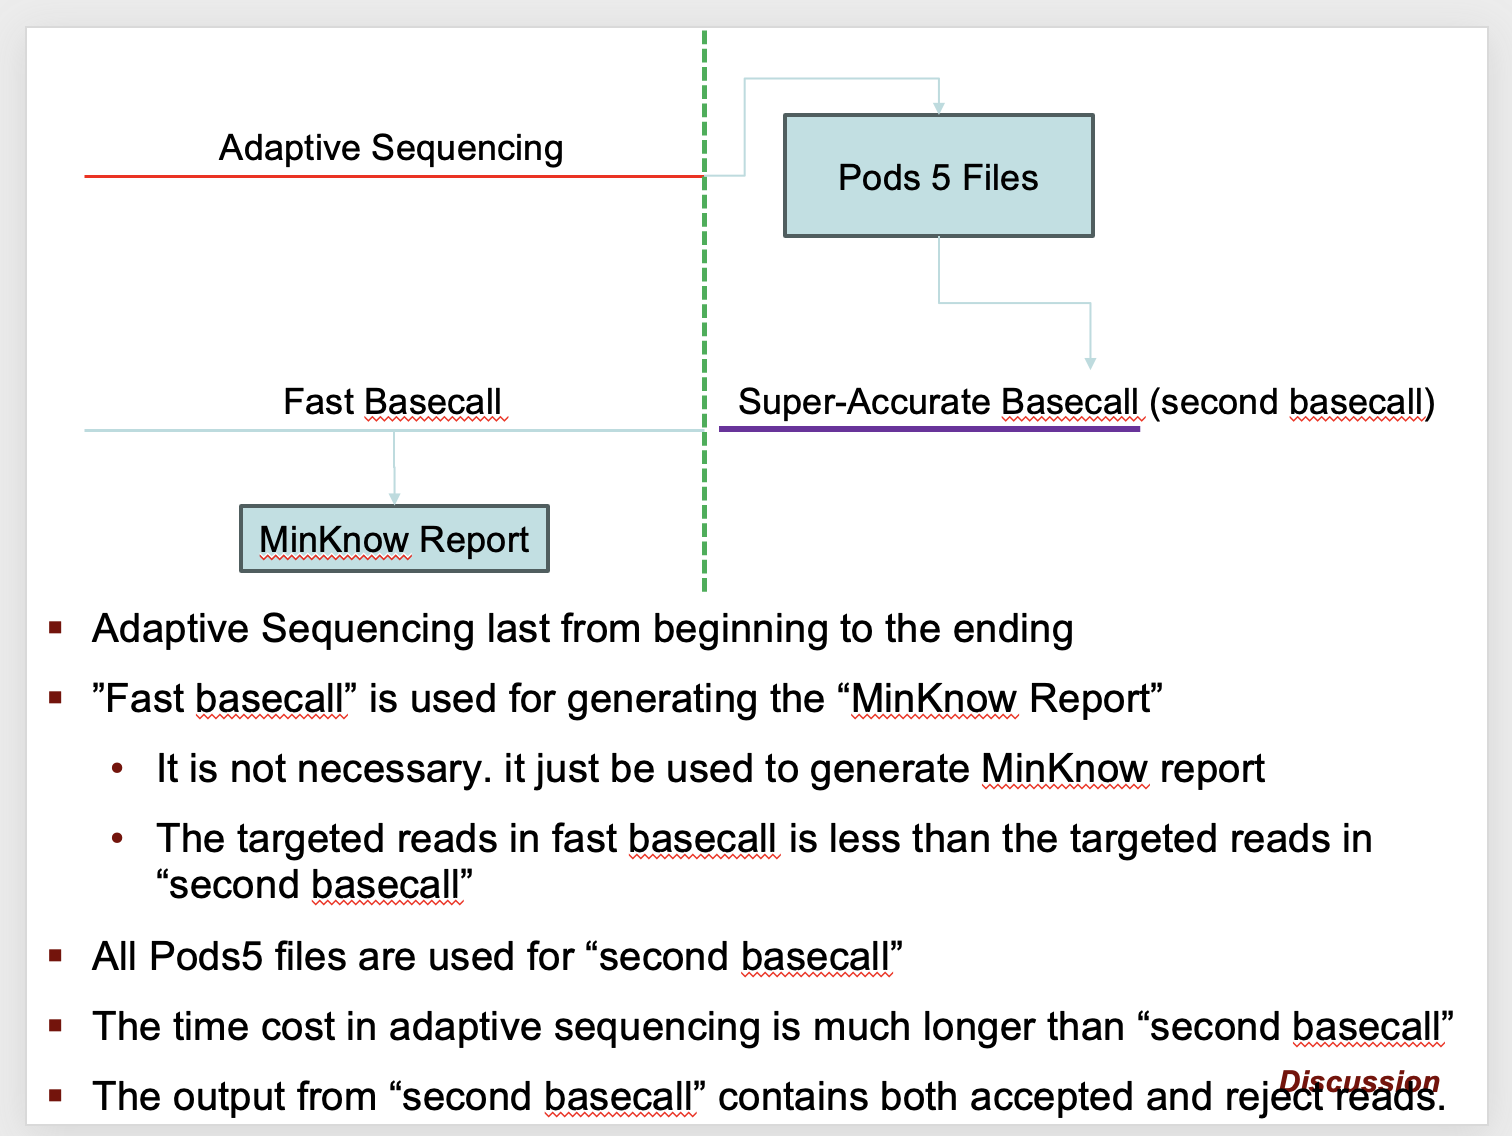 Adaptive Sequencing
Pods 5 Files
Fast Basecall
Super-Accurate Basecall (second basecall)
MinKnow Report
Adaptive Sequencing last from beginning to the ending
”Fast basecall” is used for generating the “MinKnow Report”
It is not necessary. it just be used to generate MinKnow report
The targeted reads in fast basecall is less than the targeted reads in
“second basecall”
All Pods5 files are used for “second basecall”
The time cost in adaptive sequencing is much longer than “second basecall”
Discussion
The output from “second basecall” contains both accepted and reject reads.